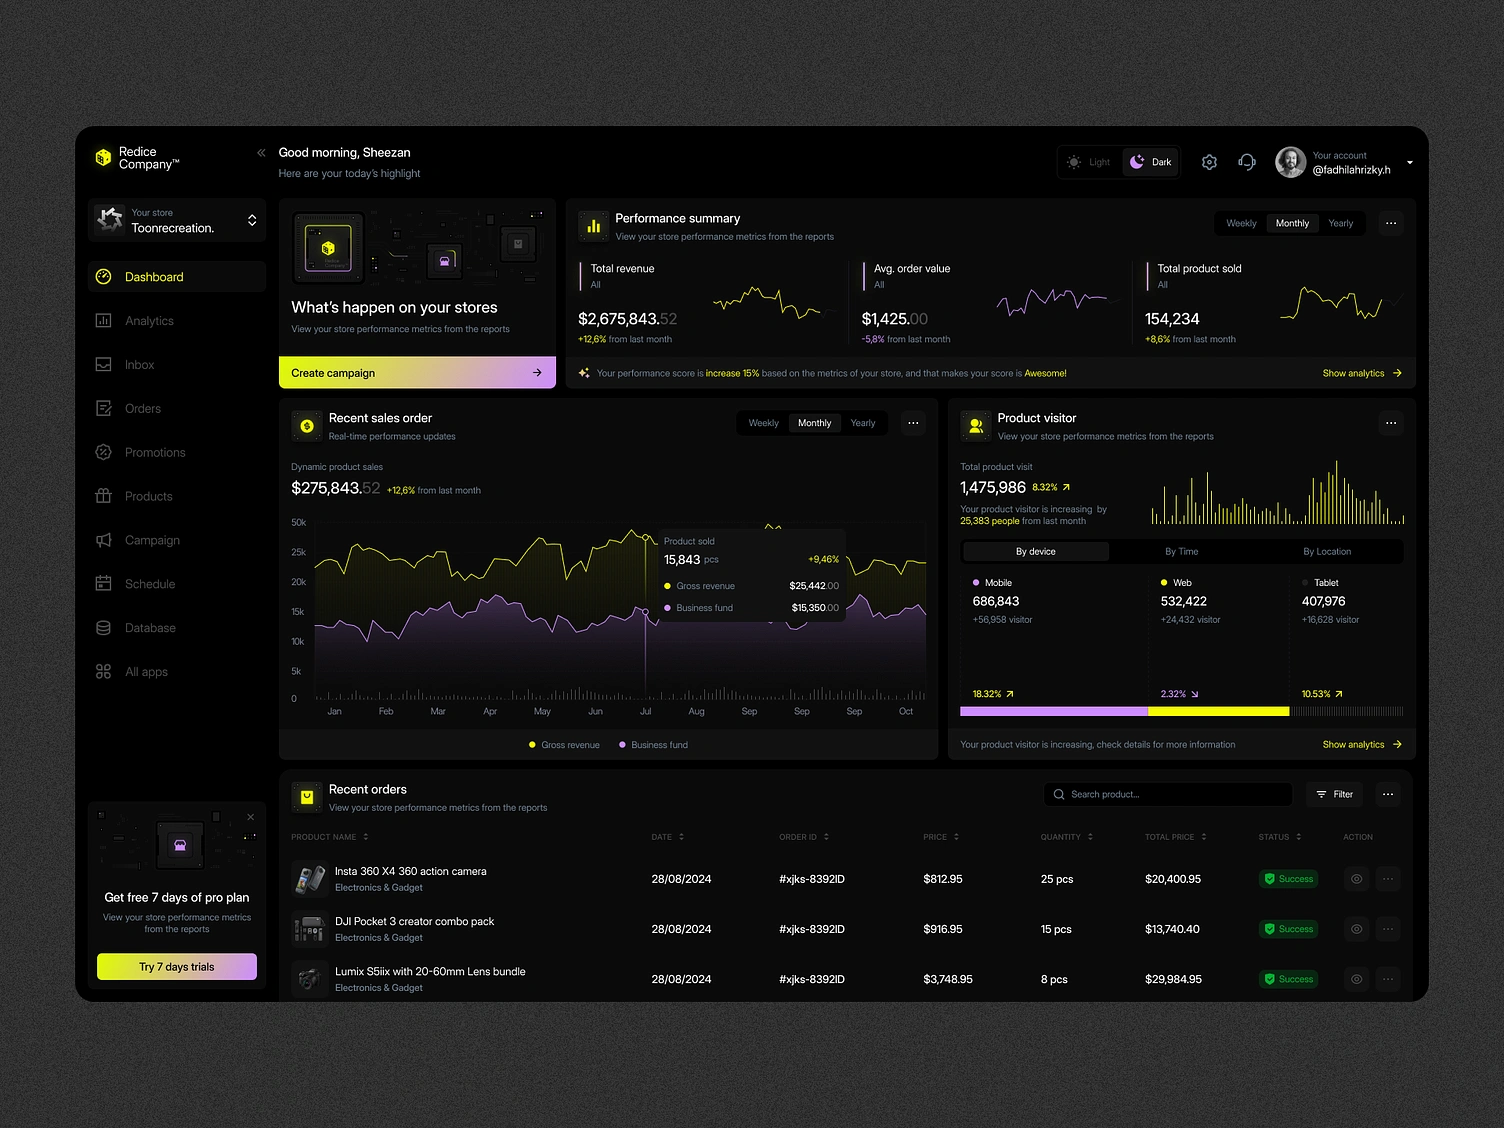 Redice
Company™
Good morning, Sheezan
Here are your today's highlight
Light
Dark
Your account
@fadhilahrizky.h
Your store
Toonrecreation.
Dashboard
Analytics
Inbox
Orders
Promotions
Products
Campaign
Schedule
Database
All apps
Get free 7 days of pro plan
View your store performance metrics
from the reports
Try 7 days trials
What's happen on your stores
View your store performance metrics from the reports
Create campaign
Performance summary
View your store performance metrics from the reports
Weekly Monthly Yearly
Total revenue
All
$2,675,843.52
+12,6% from last month
Avg. order value
All
$1,425.00
-5,8% from last month
Total product sold
All
154,234
+8,6% from last month
Your performance score is increase 15% based on the metrics of your store, and that makes your score is Awesome!
Show analytics
Recent sales order
Real-time performance updates
Weekly Monthly Yearly
Dynamic product sales
$275,843.52 +12,6% from last month
50k
25k
20k
15k
10k
5k
0
Jan Feb Mar Apr May Jun Jul Aug Sep Sep Sep Oct
Product sold
15,843 pcs +9,46%
Gross revenue $25,442.00
Business fund $15,350.00
Gross revenue Business fund
Product visitor
View your store performance metrics from the reports
Total product visit
1,475,986 8.32%
Your product visitor is increasing by
25,383 people from last month
By device By Time By Location
Mobile
686,843
+56,958 visitor
18.32%
Web
532,422
+24,432 visitor
2.32%
Tablet
407,976
+16,628 visitor
10.53%
Your product visitor is increasing, check details for more information
Show analytics
Recent orders
View your store performance metrics from the reports
Search product...
Filter
PRODUCT NAME DATE ORDER ID PRICE QUANTITY TOTAL PRICE STATUS ACTION
Insta 360 X4 360 action camera
Electronics & Gadget
28/08/2024 #xjks-8392ID $812.95 25 pcs $20,400.95 Success
DJI Pocket 3 creator combo pack
Electronics & Gadget
28/08/2024 #xjks-8392ID $916.95 15 pcs $13,740.40 Success
Lumix S5iix with 20-60mm Lens bundle
Electronics & Gadget
28/08/2024 #xjks-8392ID $3,748.95 8 pcs $29,984.95 Success